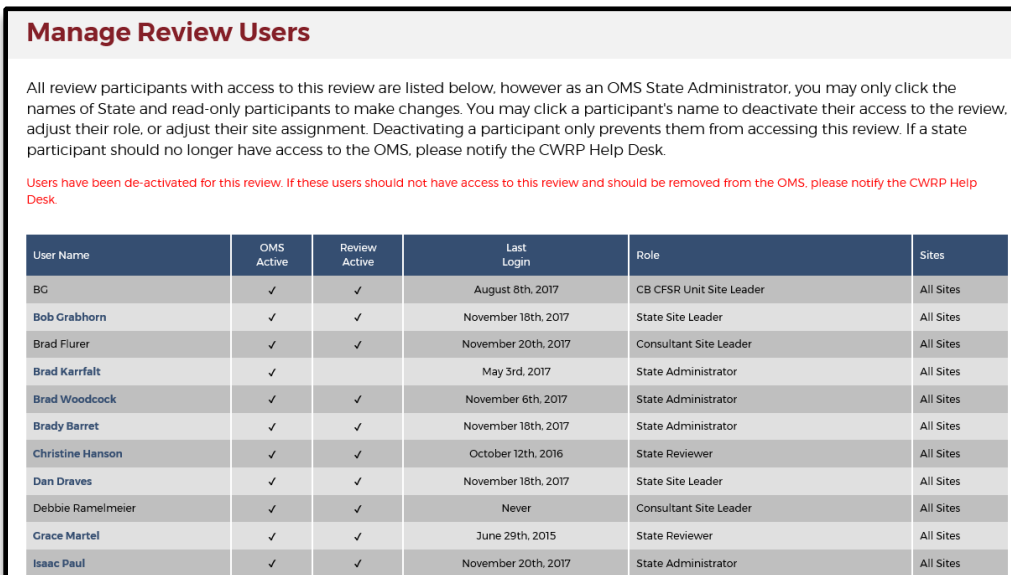 Manage Review Users
All review participants with access to this review are listed below, however as an OMS State Administrator, you may only click the
names of State and read-only participants to make changes. You may click a participant's name to deactivate their access to the review,
adjust their role, or adjust their site assignment. Deactivating a participant only prevents them from accessing this review. If a state
participant should no longer have access to the OMS, please notify the CWRP Help Desk.
Users have been de-activated for this review. If these users should not have access to this review and should be removed from the OMS, please notify the CWRP Help
Desk.
User Name OMS Active Review Active Last Login Role Sites
BG ✓ ✓ August 8th, 2017 CB CFSR Unit Site Leader All Sites
Bob Grabhorn ✓ ✓ November 18th, 2017 State Site Leader All Sites
Brad Flurer ✓ ✓ November 20th, 2017 Consultant Site Leader All Sites
Brad Karrfalt ✓ May 3rd, 2017 State Administrator All Sites
Brad Woodcock ✓ ✓ November 6th, 2017 State Administrator All Sites
Brady Barret ✓ ✓ November 18th, 2017 State Administrator All Sites
Christine Hanson ✓ ✓ October 12th, 2016 State Reviewer All Sites
Dan Draves ✓ ✓ November 18th, 2017 State Site Leader All Sites
Debbie Ramelmeier ✓ ✓ Never Consultant Site Leader All Sites
Grace Martel ✓ ✓ June 29th, 2015 State Reviewer All Sites
Isaac Paul ✓ ✓ November 20th, 2017 State Administrator All Sites